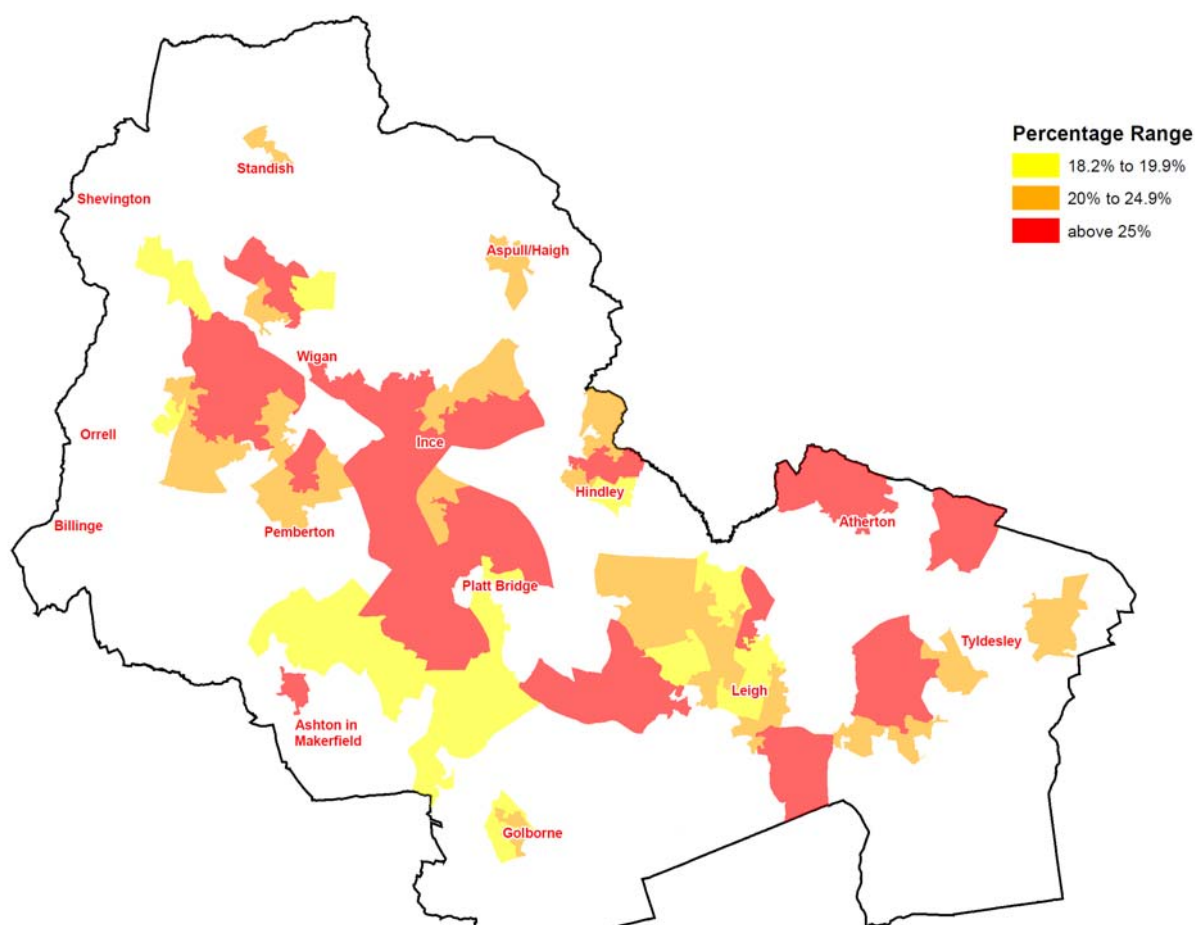 Percentage Range
18.2% to 19.9%
20% to 24.9%
above 25%
Standish
Shevington
Aspull/Haigh
Wigan
Orrell
Ince
Hindley
Billinge
Pemberton
Atherton
Platt Bridge
Tyldesley
Leigh
Ashton in
Makerfield
Golborne